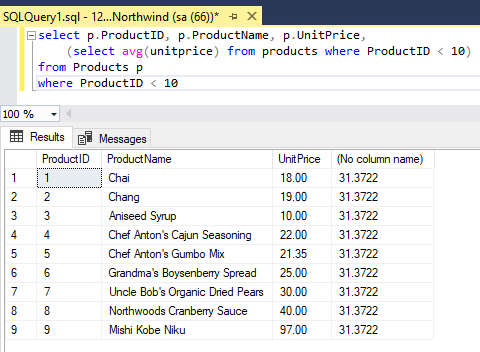 SQLQuery1.sql - 12...Northwind (sa (66))*
select p.ProductID, p.ProductName, p.UnitPrice,
(select avg(unitprice) from products where ProductID < 10)
from Products p
where ProductID < 10
100 %
Results Messages
ProductID ProductName UnitPrice (No column name)
1 1 Chai 18.00 31.3722
2 2 Chang 19.00 31.3722
3 3 Aniseed Syrup 10.00 31.3722
4 4 Chef Anton's Cajun Seasoning 22.00 31.3722
5 5 Chef Anton's Gumbo Mix 21.35 31.3722
6 6 Grandma's Boysenberry Spread 25.00 31.3722
7 7 Uncle Bob's Organic Dried Pears 30.00 31.3722
8 8 Northwoods Cranberry Sauce 40.00 31.3722
9 9 Mishi Kobe Niku 97.00 31.3722